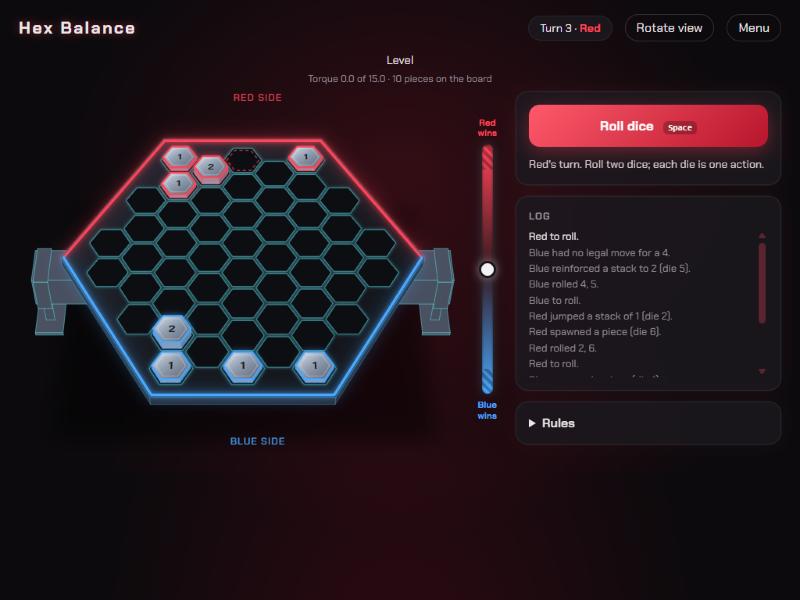 Hex Balance
Turn 3 · Red
Rotate view
Menu
Level
Torque 0.0 of 15.0 · 10 pieces on the board
RED SIDE
Red wins
1
2
1
1
2
1
1
1
Blue wins
BLUE SIDE
Roll dice Space
Red's turn. Roll two dice; each die is one action.
LOG
Red to roll.
Blue had no legal move for a 4.
Blue reinforced a stack to 2 (die 5).
Blue rolled 4, 5.
Blue to roll.
Red jumped a stack of 1 (die 2).
Red spawned a piece (die 6).
Red rolled 2, 6.
Red to roll.
Rules